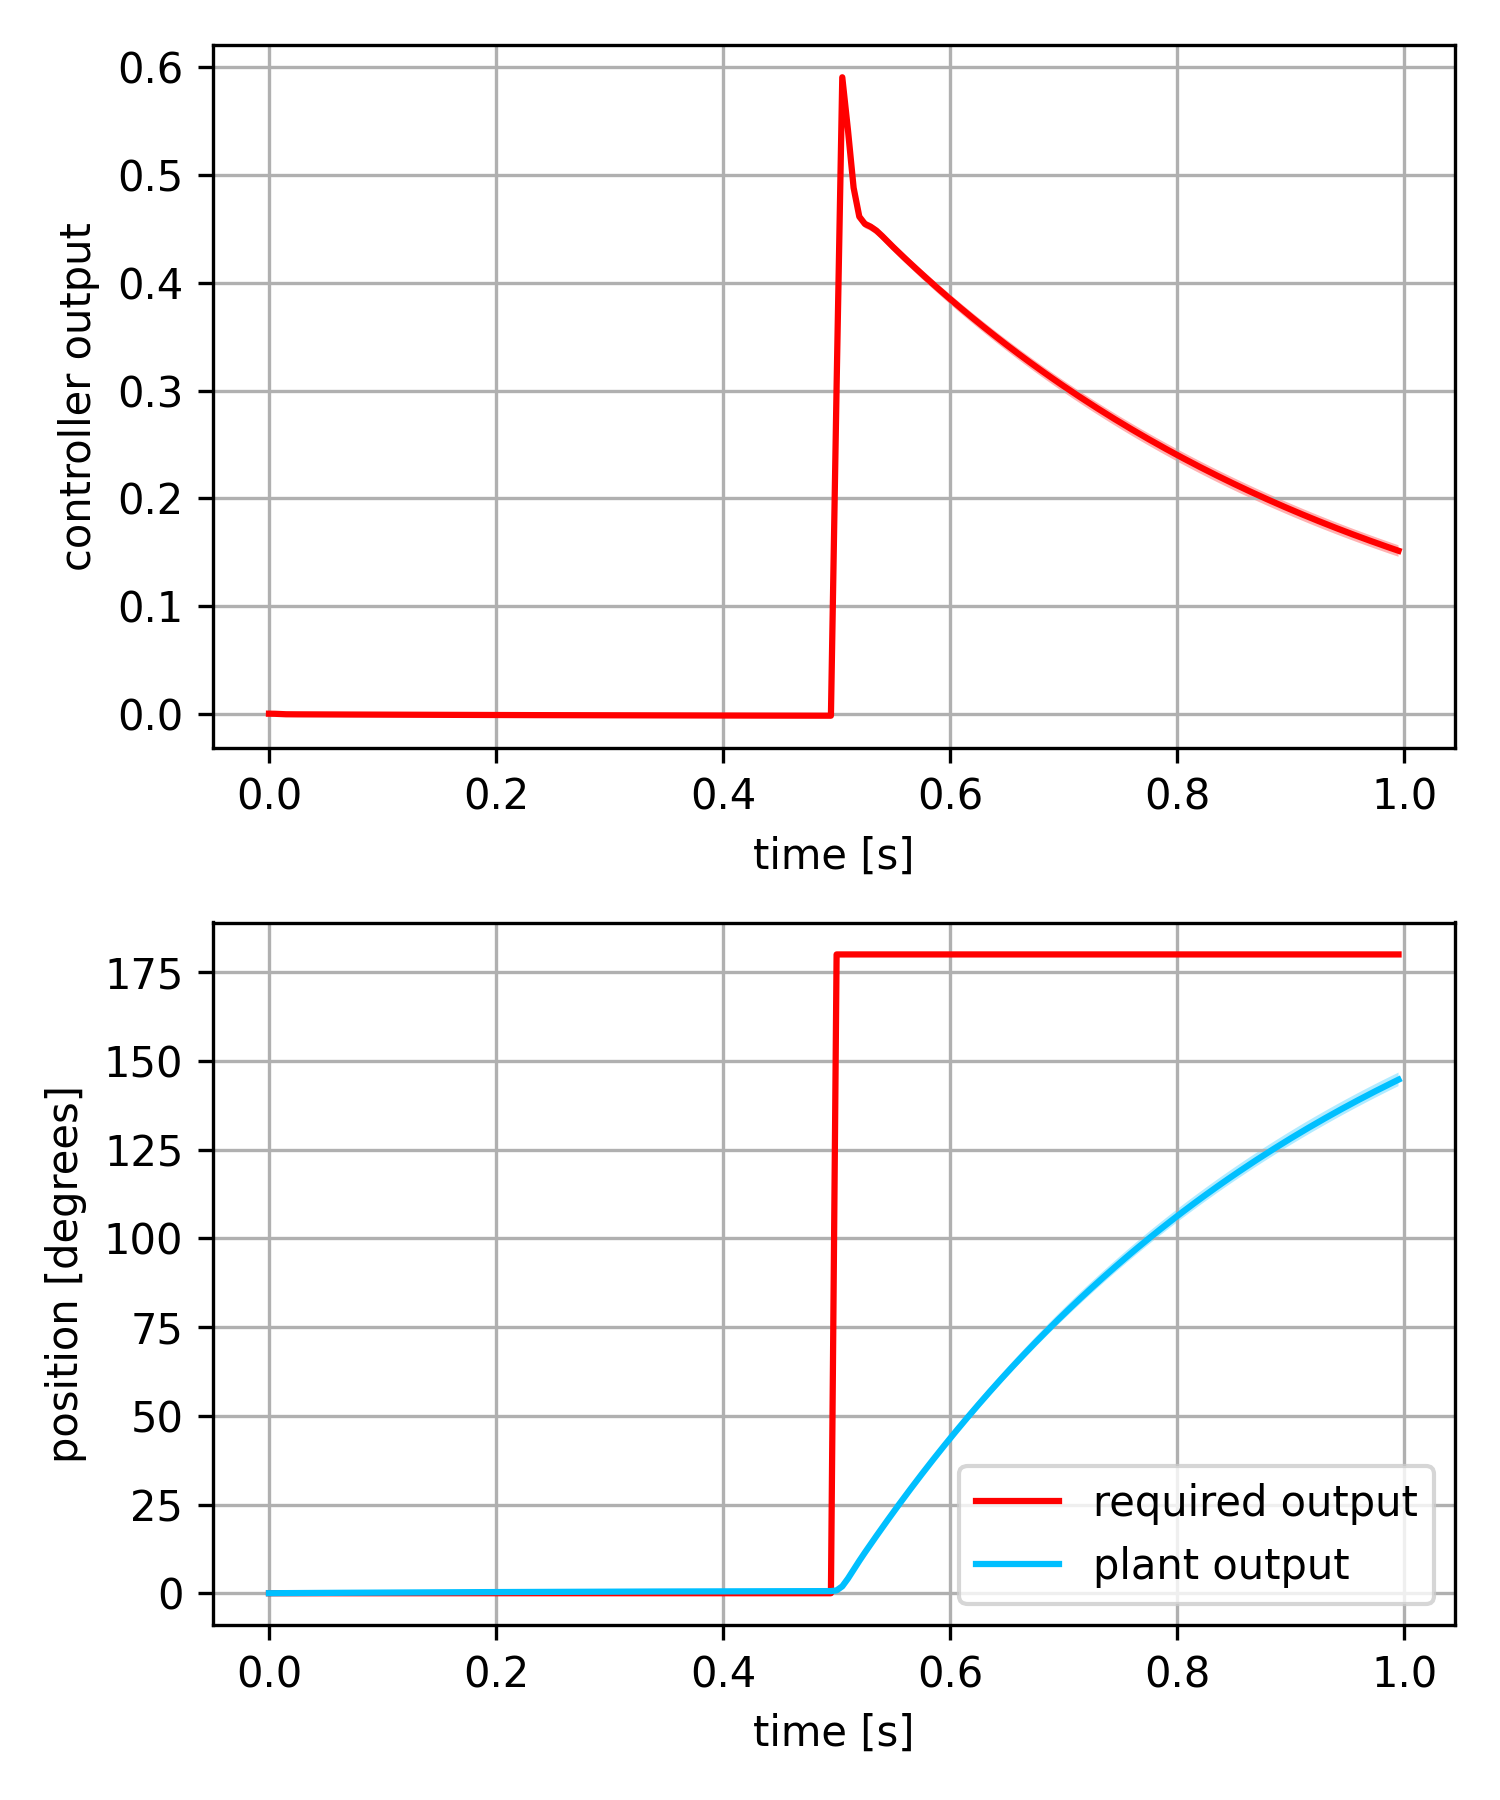 0.6
0.5
0.4
0.3
0.2
0.1
0.0
controller output
0.0 0.2 0.4 0.6 0.8 1.0
time [s]
175
150
125
100
75
50
25
0
position [degrees]
required output
plant output
0.0 0.2 0.4 0.6 0.8 1.0
time [s]